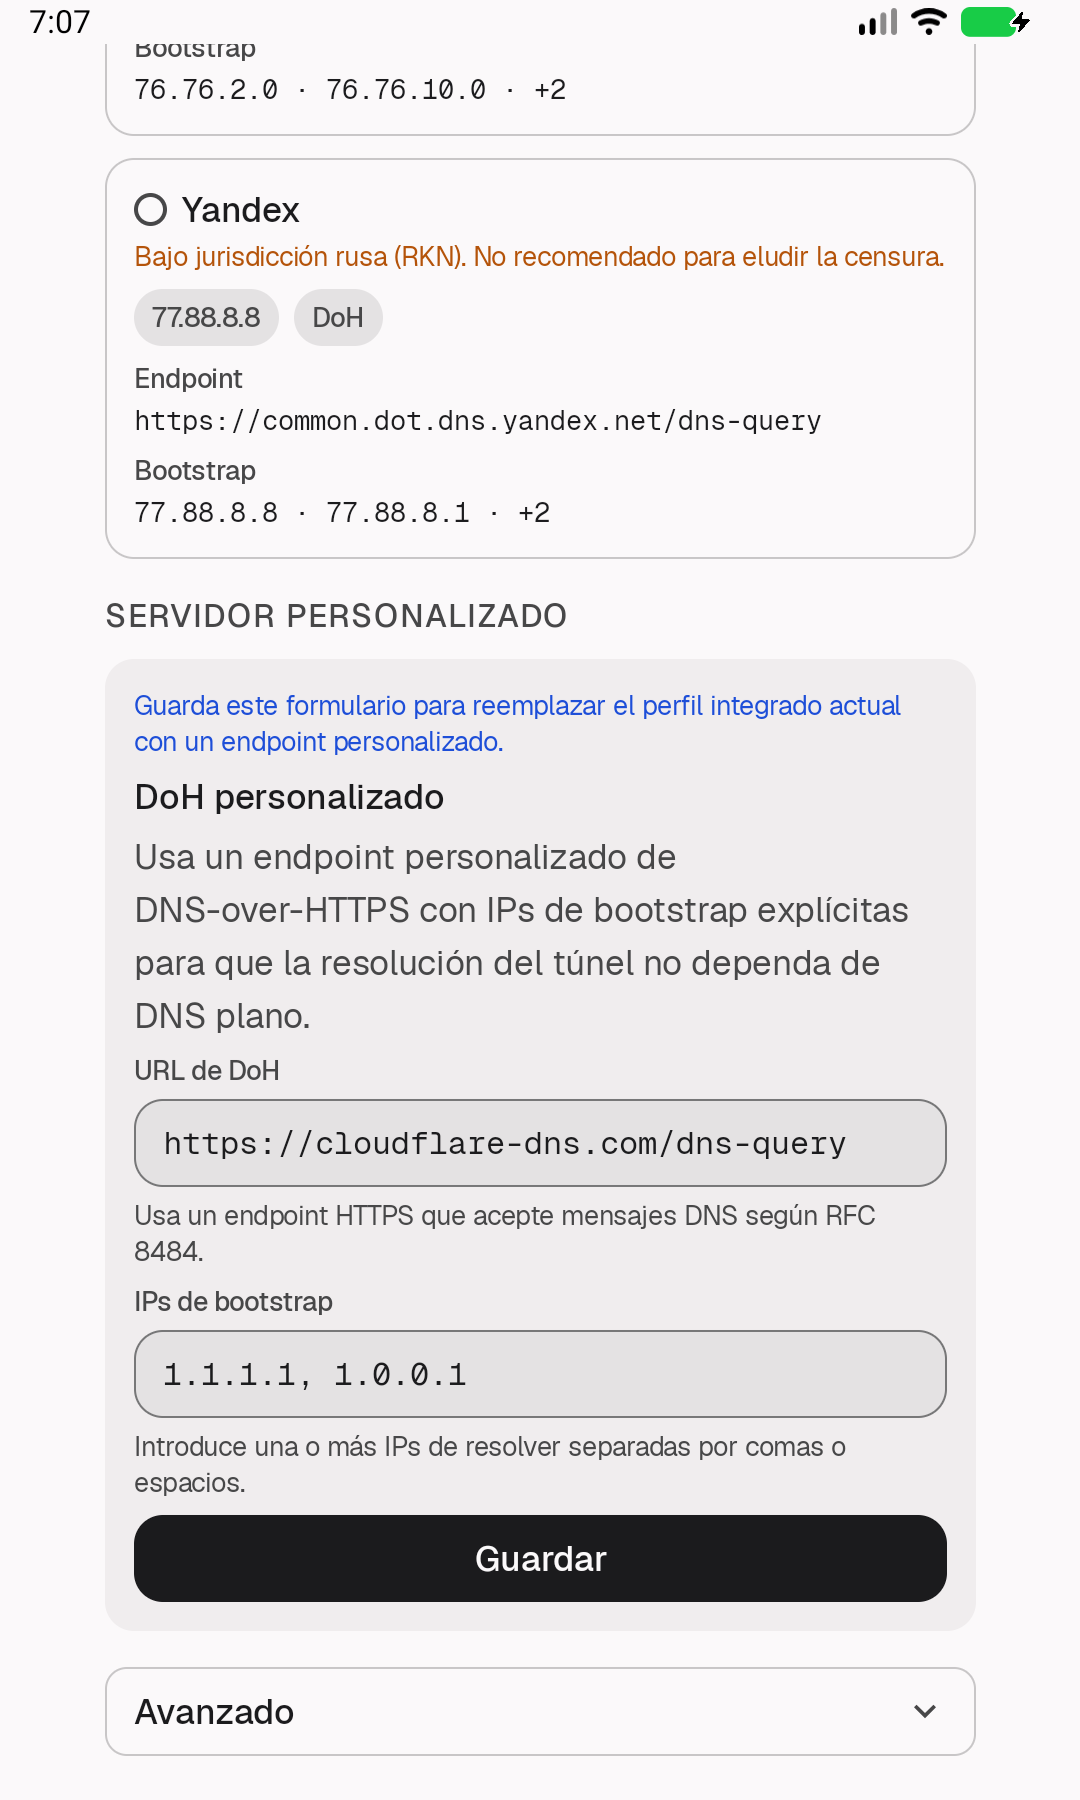 7:07
Bootstrap
76.76.2.0 · 76.76.10.0 · +2
Yandex
Bajo jurisdicción rusa (RKN). No recomendado para eludir la censura.
77.88.8.8 DoH
Endpoint
https://common.dot.dns.yandex.net/dns-query
Bootstrap
77.88.8.8 · 77.88.8.1 · +2
SERVIDOR PERSONALIZADO
Guarda este formulario para reemplazar el perfil integrado actual
con un endpoint personalizado.
DoH personalizado
Usa un endpoint personalizado de
DNS-over-HTTPS con IPs de bootstrap explícitas
para que la resolución del túnel no dependa de
DNS plano.
URL de DoH
https://cloudflare-dns.com/dns-query
Usa un endpoint HTTPS que acepte mensajes DNS según RFC
8484.
IPs de bootstrap
1.1.1.1, 1.0.0.1
Introduce una o más IPs de resolver separadas por comas o
espacios.
Guardar
Avanzado